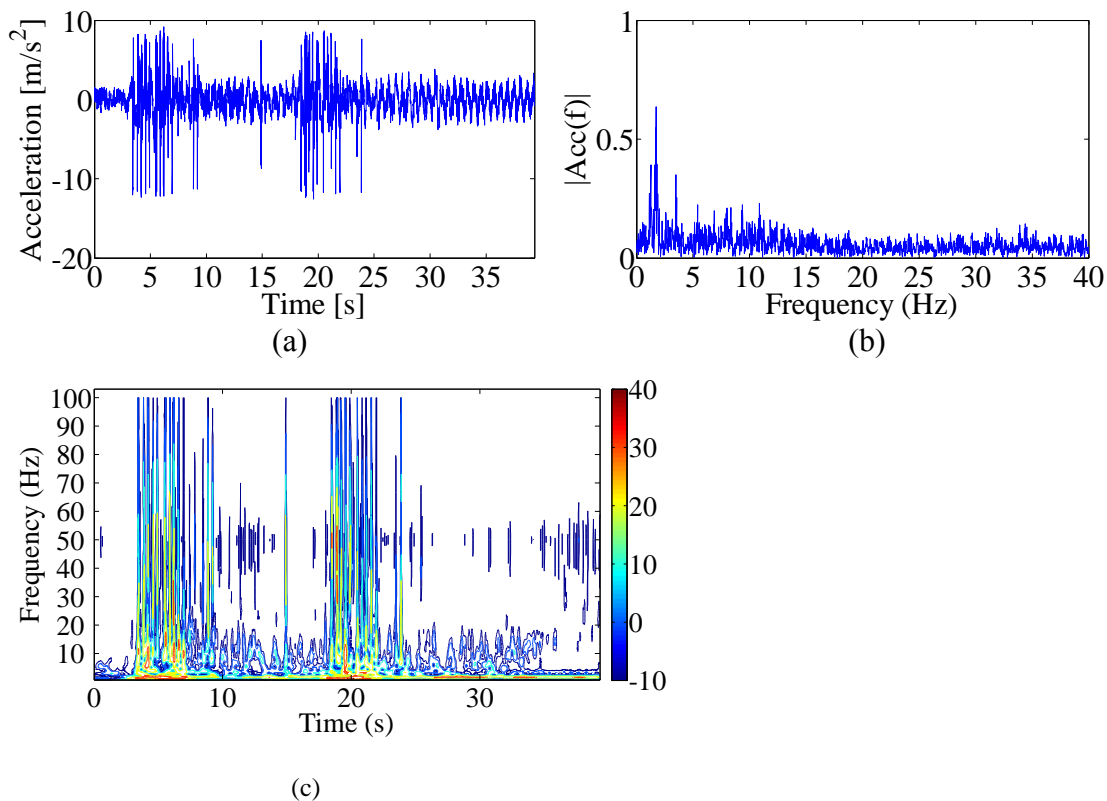 Acceleration [m/s²]
10
0
-10
-20
0 5 10 15 20 25 30 35
Time [s]
(a)
|Acc(f)|
1
0.5
0
0 5 10 15 20 25 30 35 40
Frequency (Hz)
(b)
Frequency (Hz)
100
90
80
70
60
50
40
30
20
10
0 10 20 30
Time (s)
40
30
20
10
0
-10
(c)